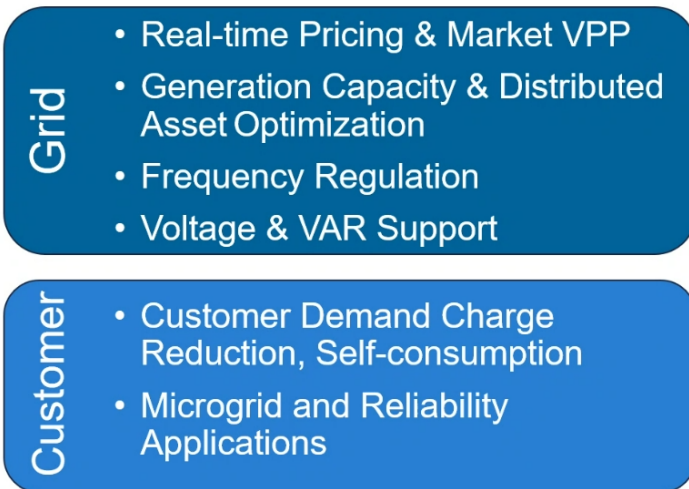 Grid
• Real-time Pricing & Market VPP
• Generation Capacity & Distributed
Asset Optimization
• Frequency Regulation
• Voltage & VAR Support
Customer
• Customer Demand Charge
Reduction, Self-consumption
• Microgrid and Reliability
Applications